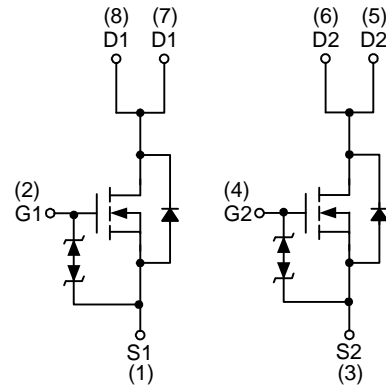 (8) (7) (6) (5)
D1 D1 D2 D2
(2) (4)
G1 G2
S1 S2
(1) (3)